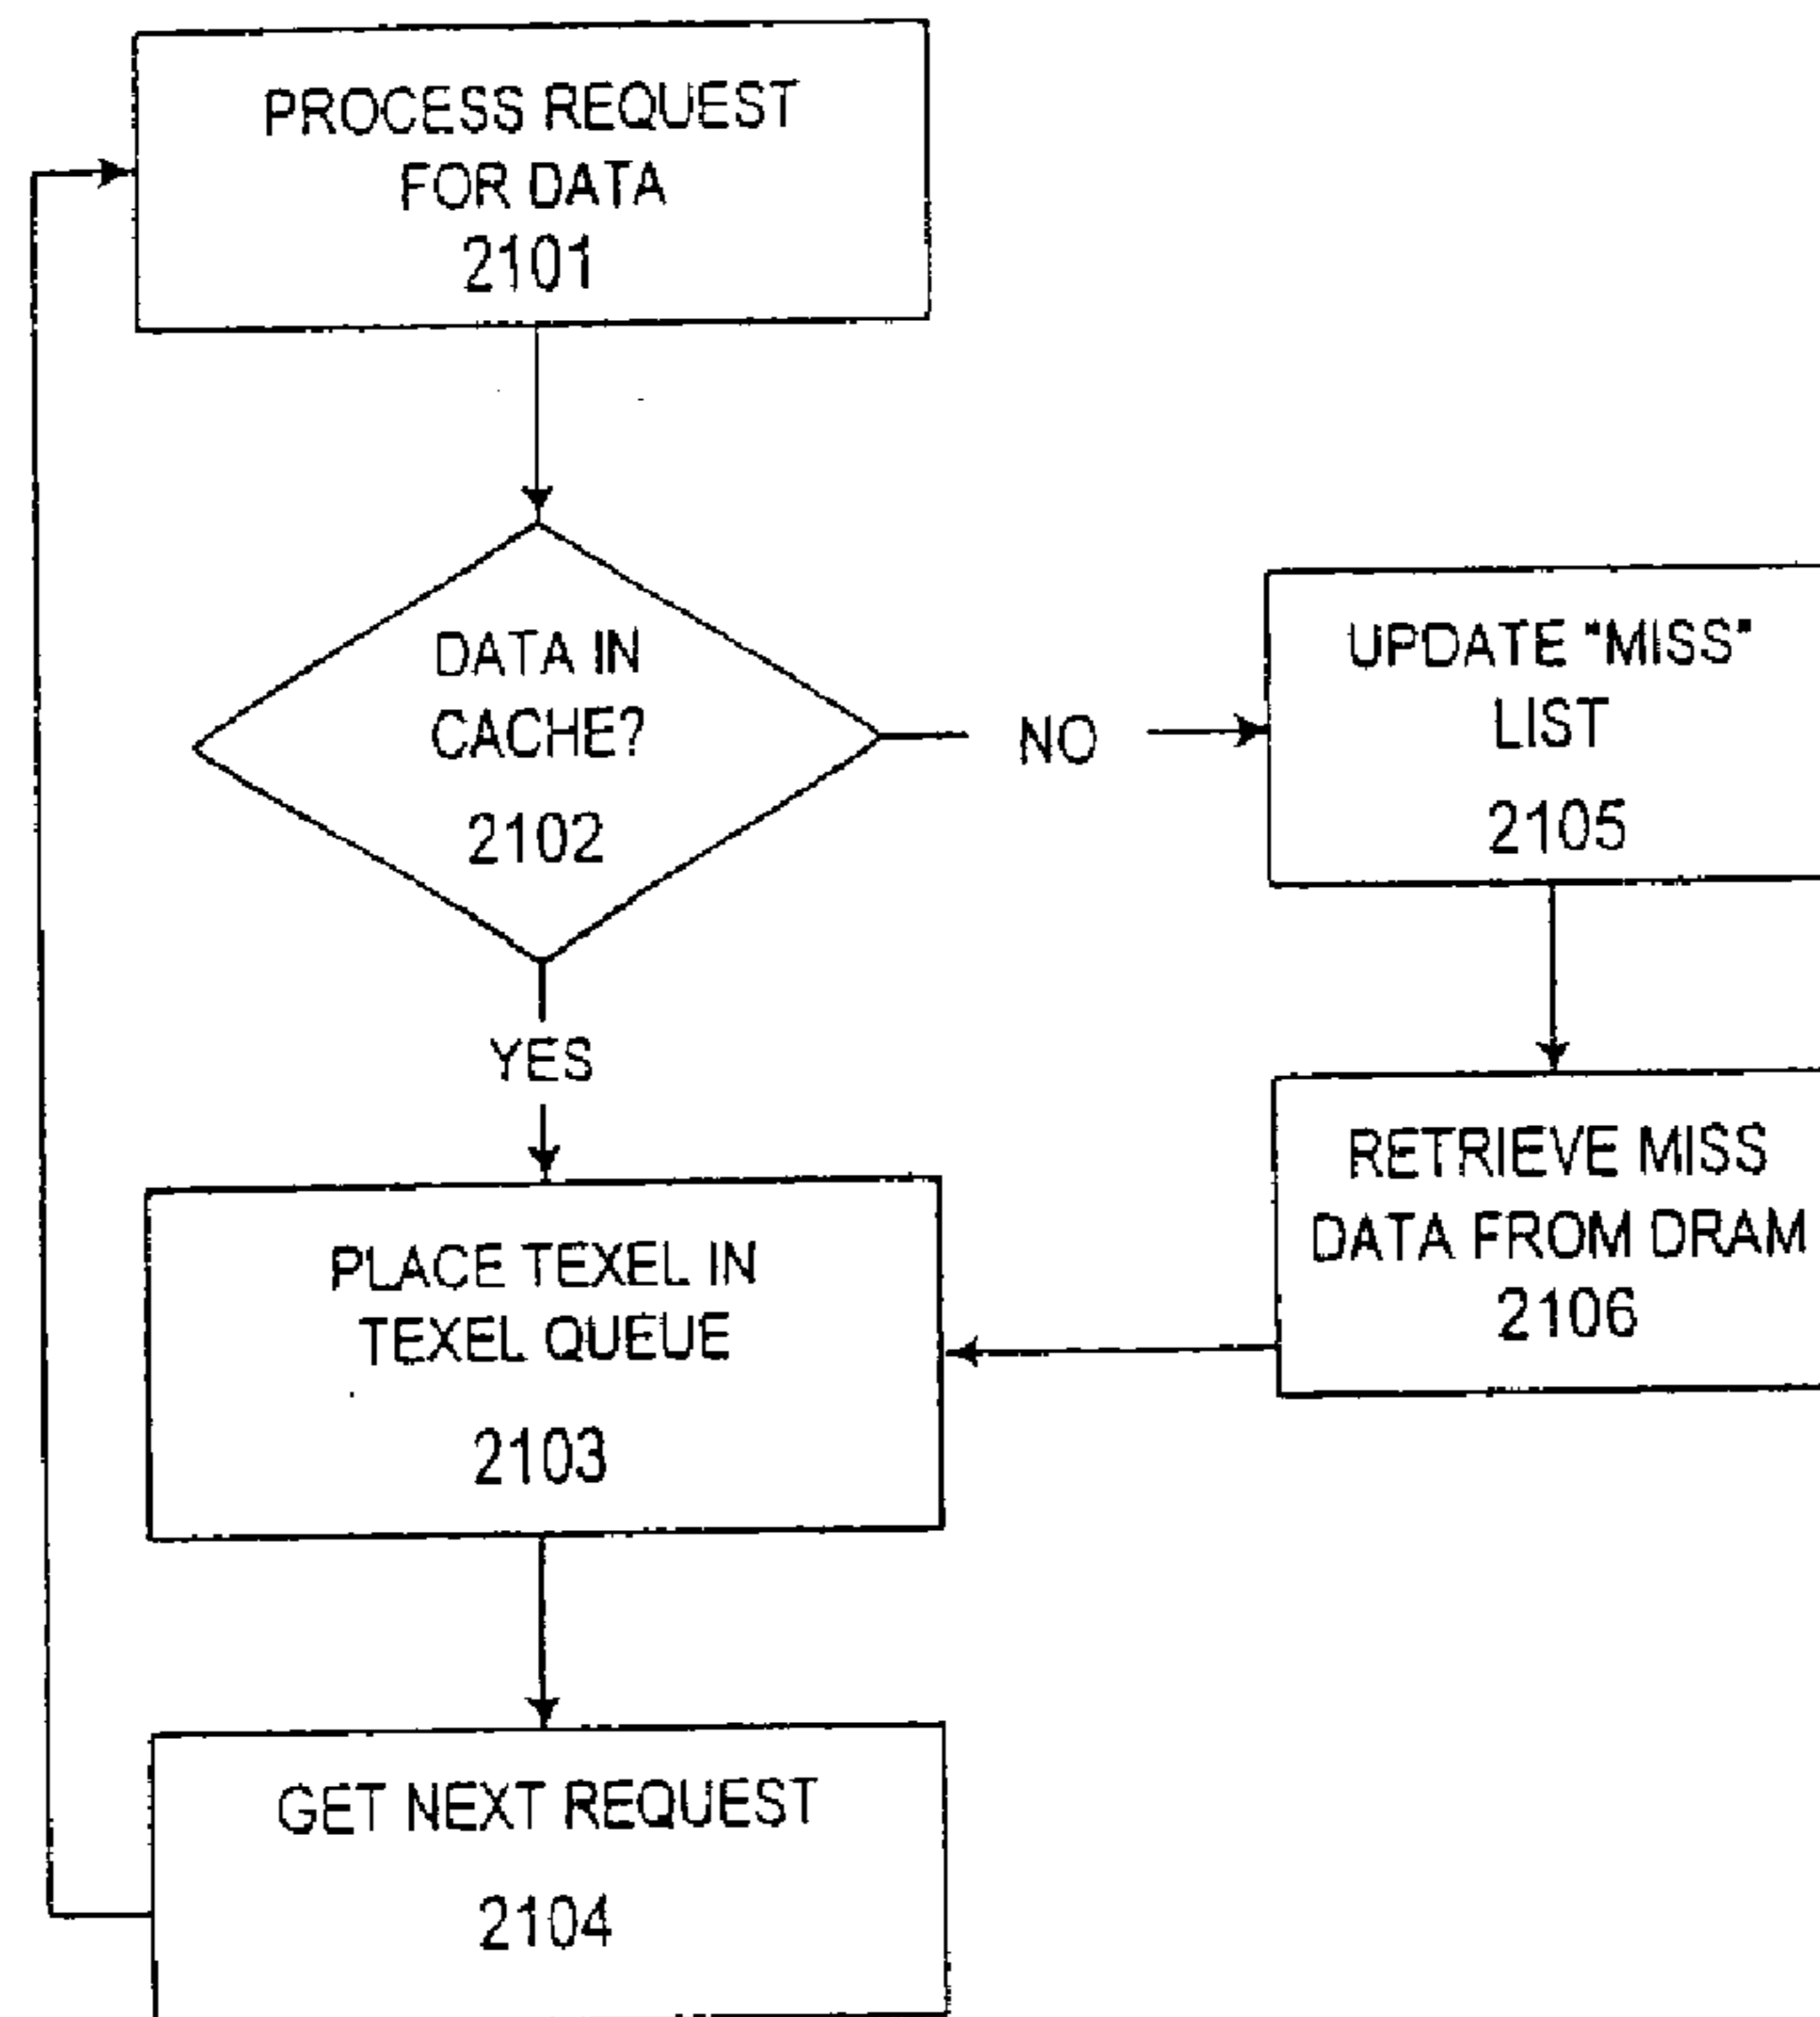 PROCESS REQUEST
FOR DATA
2101
DATA IN
CACHE?
2102
NO
UPDATE "MISS"
LIST
2105
YES
RETRIEVE MISS
DATA FROM DRAM
2106
PLACE TEXEL IN
TEXEL QUEUE
2103
GET NEXT REQUEST
2104